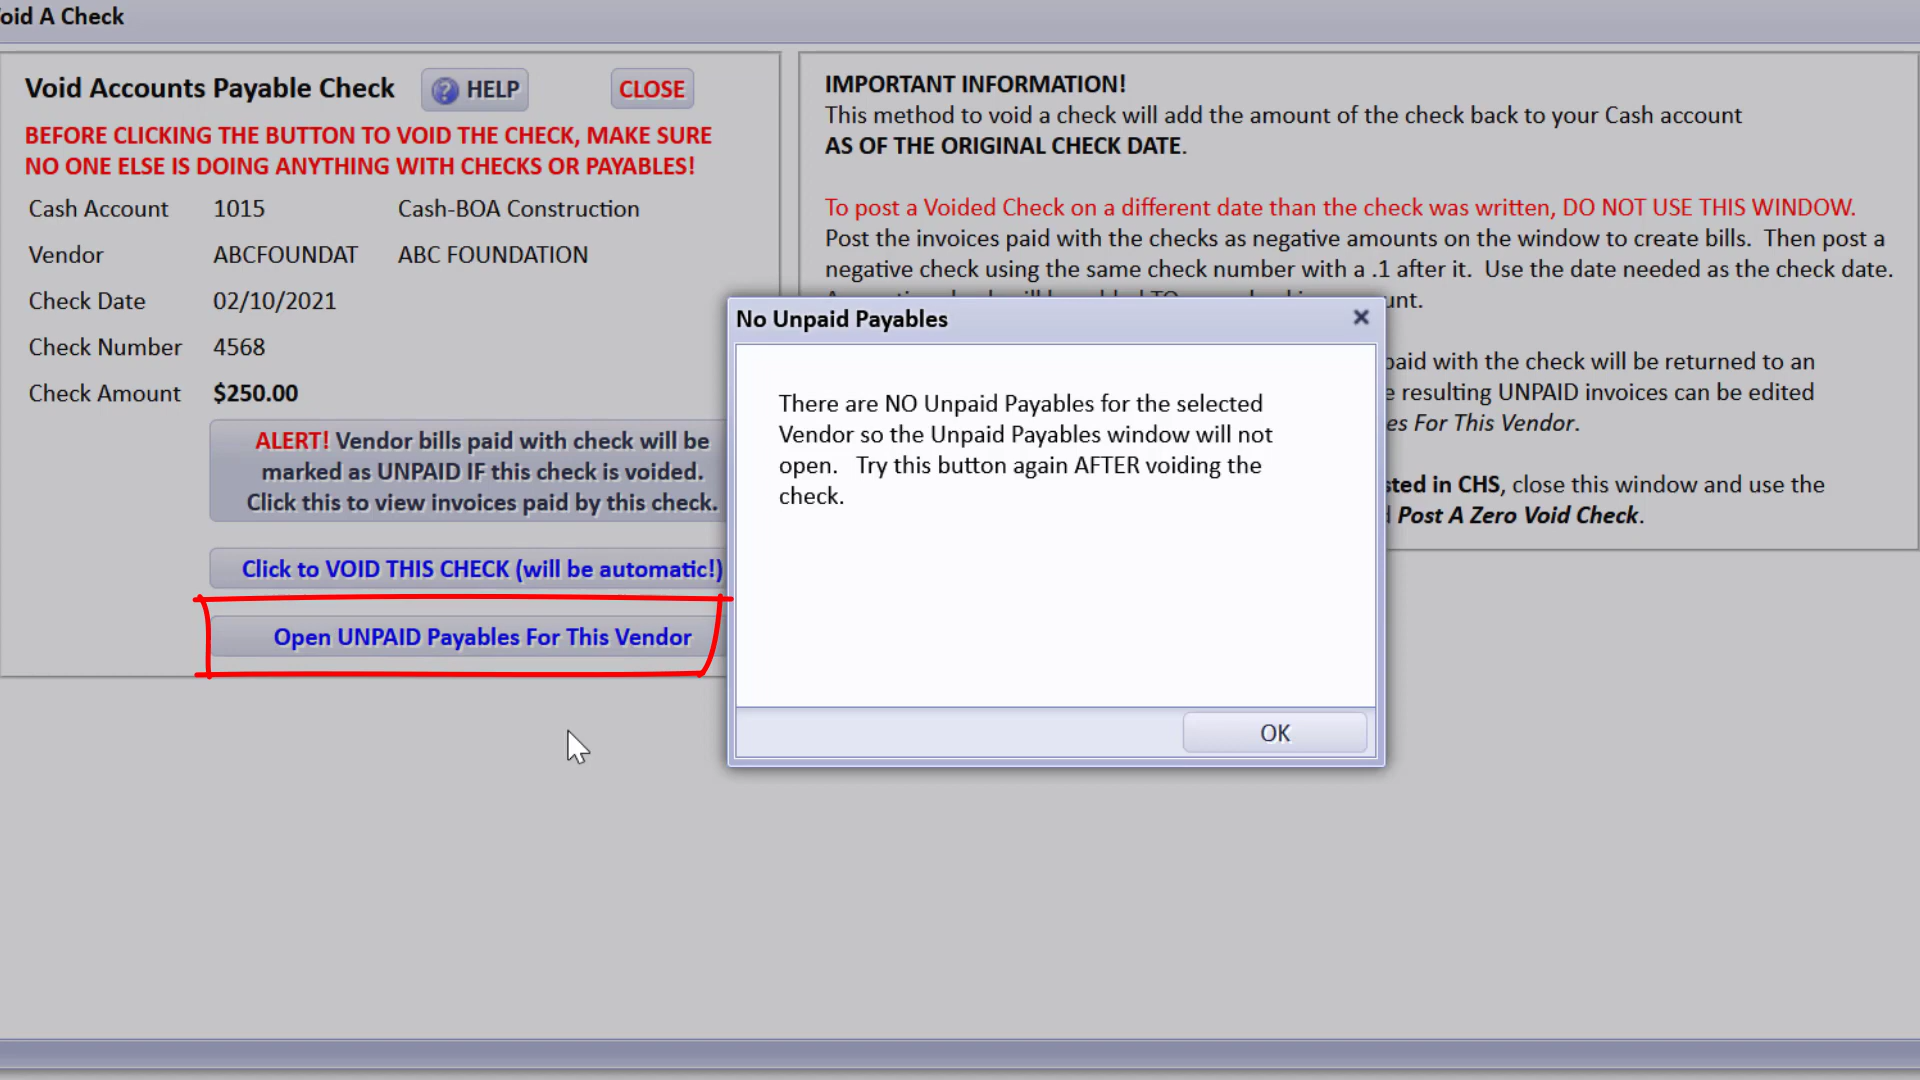 oid A Check
Void Accounts Payable Check
HELP
CLOSE
BEFORE CLICKING THE BUTTON TO VOID THE CHECK, MAKE SURE
NO ONE ELSE IS DOING ANYTHING WITH CHECKS OR PAYABLES!
Cash Account 1015 Cash-BOA Construction
Vendor ABCFOUNDAT ABC FOUNDATION
Check Date 02/10/2021
Check Number 4568
Check Amount $250.00
ALERT! Vendor bills paid with check will be
marked as UNPAID IF this check is voided.
Click this to view invoices paid by this check.
Click to VOID THIS CHECK (will be automatic!)
Open UNPAID Payables For This Vendor
IMPORTANT INFORMATION!
This method to void a check will add the amount of the check back to your Cash account
AS OF THE ORIGINAL CHECK DATE.
To post a Voided Check on a different date than the check was written, DO NOT USE THIS WINDOW.
Post the invoices paid with the checks as negative amounts on the window to create bills. Then post a
negative check using the same check number with a .1 after it. Use the date needed as the check date.
unt.
paid with the check will be returned to an
e resulting UNPAID invoices can be edited
es For This Vendor.
sted in CHS, close this window and use the
Post A Zero Void Check.
No Unpaid Payables
There are NO Unpaid Payables for the selected
Vendor so the Unpaid Payables window will not
open. Try this button again AFTER voiding the
check.
OK